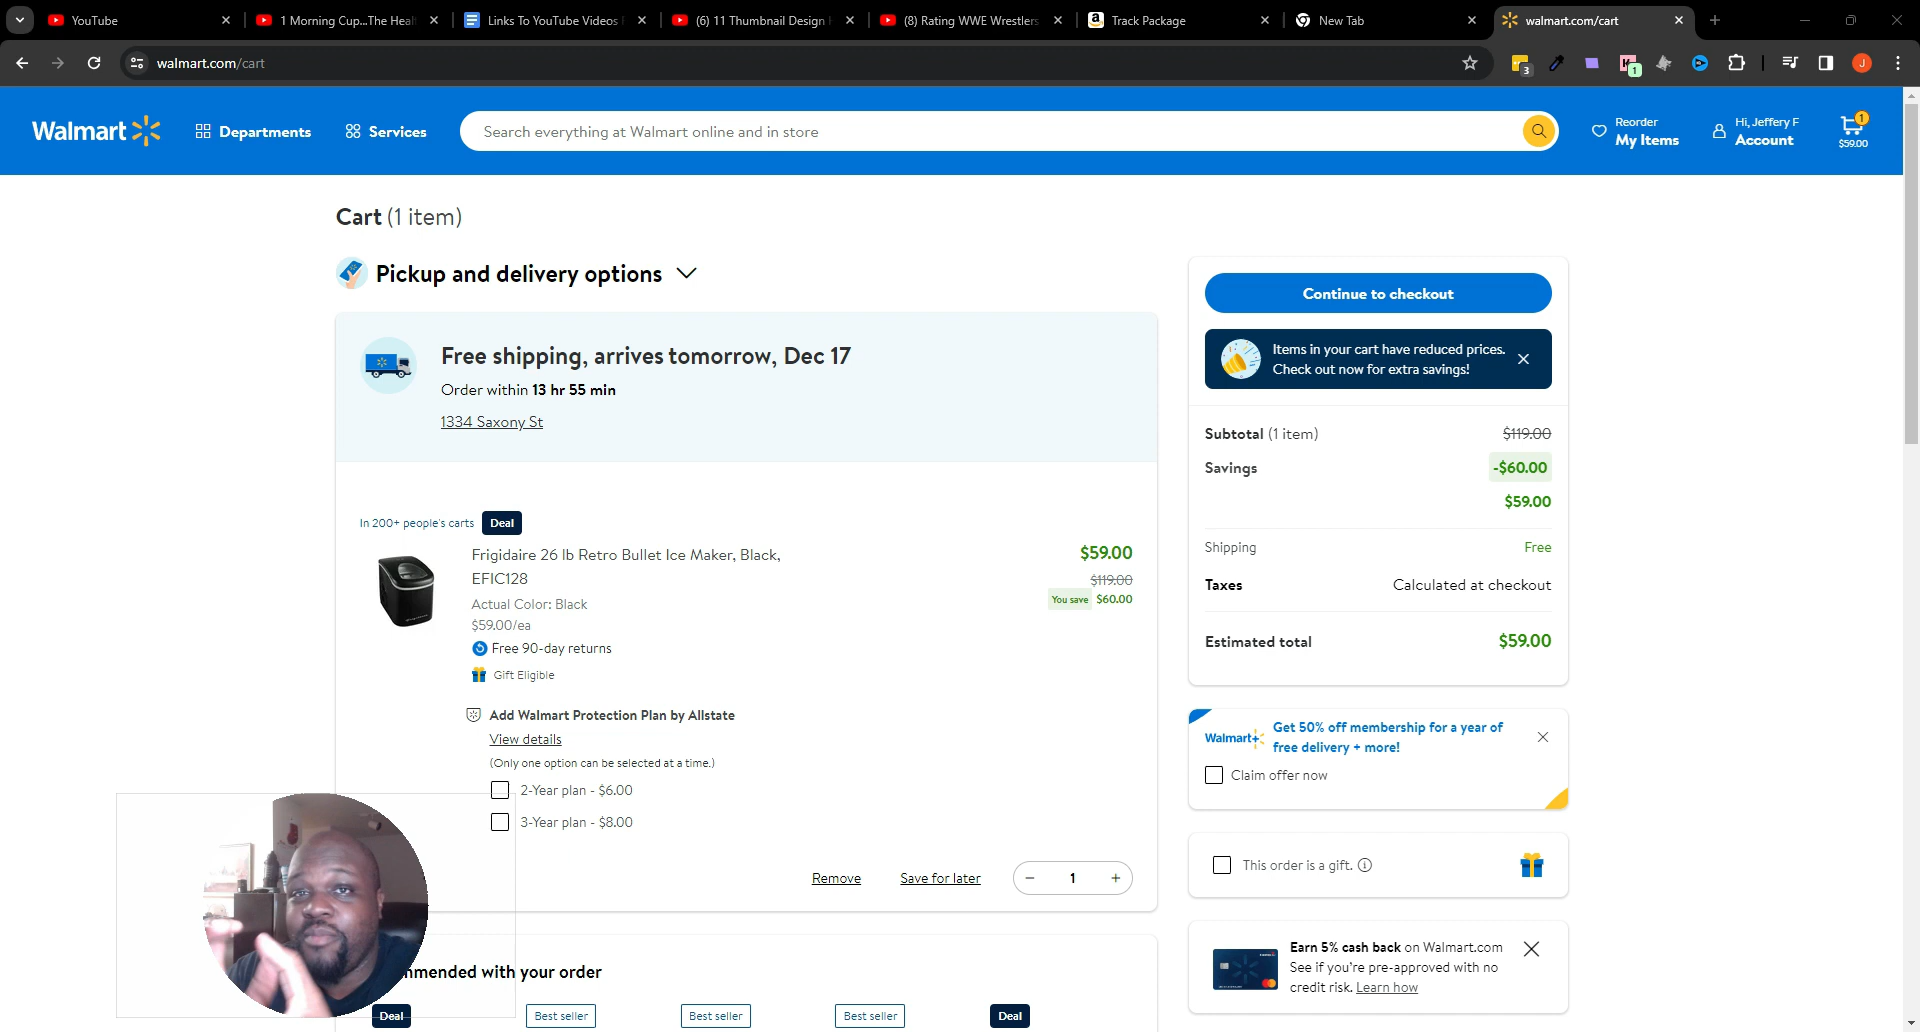 YouTube
1 Morning Cup...The Heal
Links To YouTube Videos F
(6) 11 Thumbnail Design
(8) Rating WWE Wrestlers
Track Package
New Tab
walmart.com/cart
walmart.com/cart
3
1
J
Walmart
Departments
Services
Search everything at Walmart online and in store
Reorder
My Items
Hi, Jeffery F
Account
1
$59.00
Cart (1 item)
Pickup and delivery options
Free shipping, arrives tomorrow, Dec 17
Order within 13 hr 55 min
1334 Saxony St
In 200+ people's carts
Deal
Frigidaire 26 lb Retro Bullet Ice Maker, Black,
EFIC128
Actual Color: Black
$59.00/ea
Free 90-day returns
Gift Eligible
$59.00
$119.00
You save $60.00
Add Walmart Protection Plan by Allstate
View details
(Only one option can be selected at a time.)
2-Year plan - $6.00
3-Year plan - $8.00
Remove
Save for later
− 1 +
mmended with your order
Deal
Best seller
Best seller
Best seller
Deal
Continue to checkout
Items in your cart have reduced prices.
Check out now for extra savings!
Subtotal (1 item) $119.00
Savings -$60.00
$59.00
Shipping Free
Taxes Calculated at checkout
Estimated total $59.00
Walmart+
Get 50% off membership for a year of
free delivery + more!
Claim offer now
This order is a gift.
Earn 5% cash back on Walmart.com
See if you're pre-approved with no
credit risk. Learn how